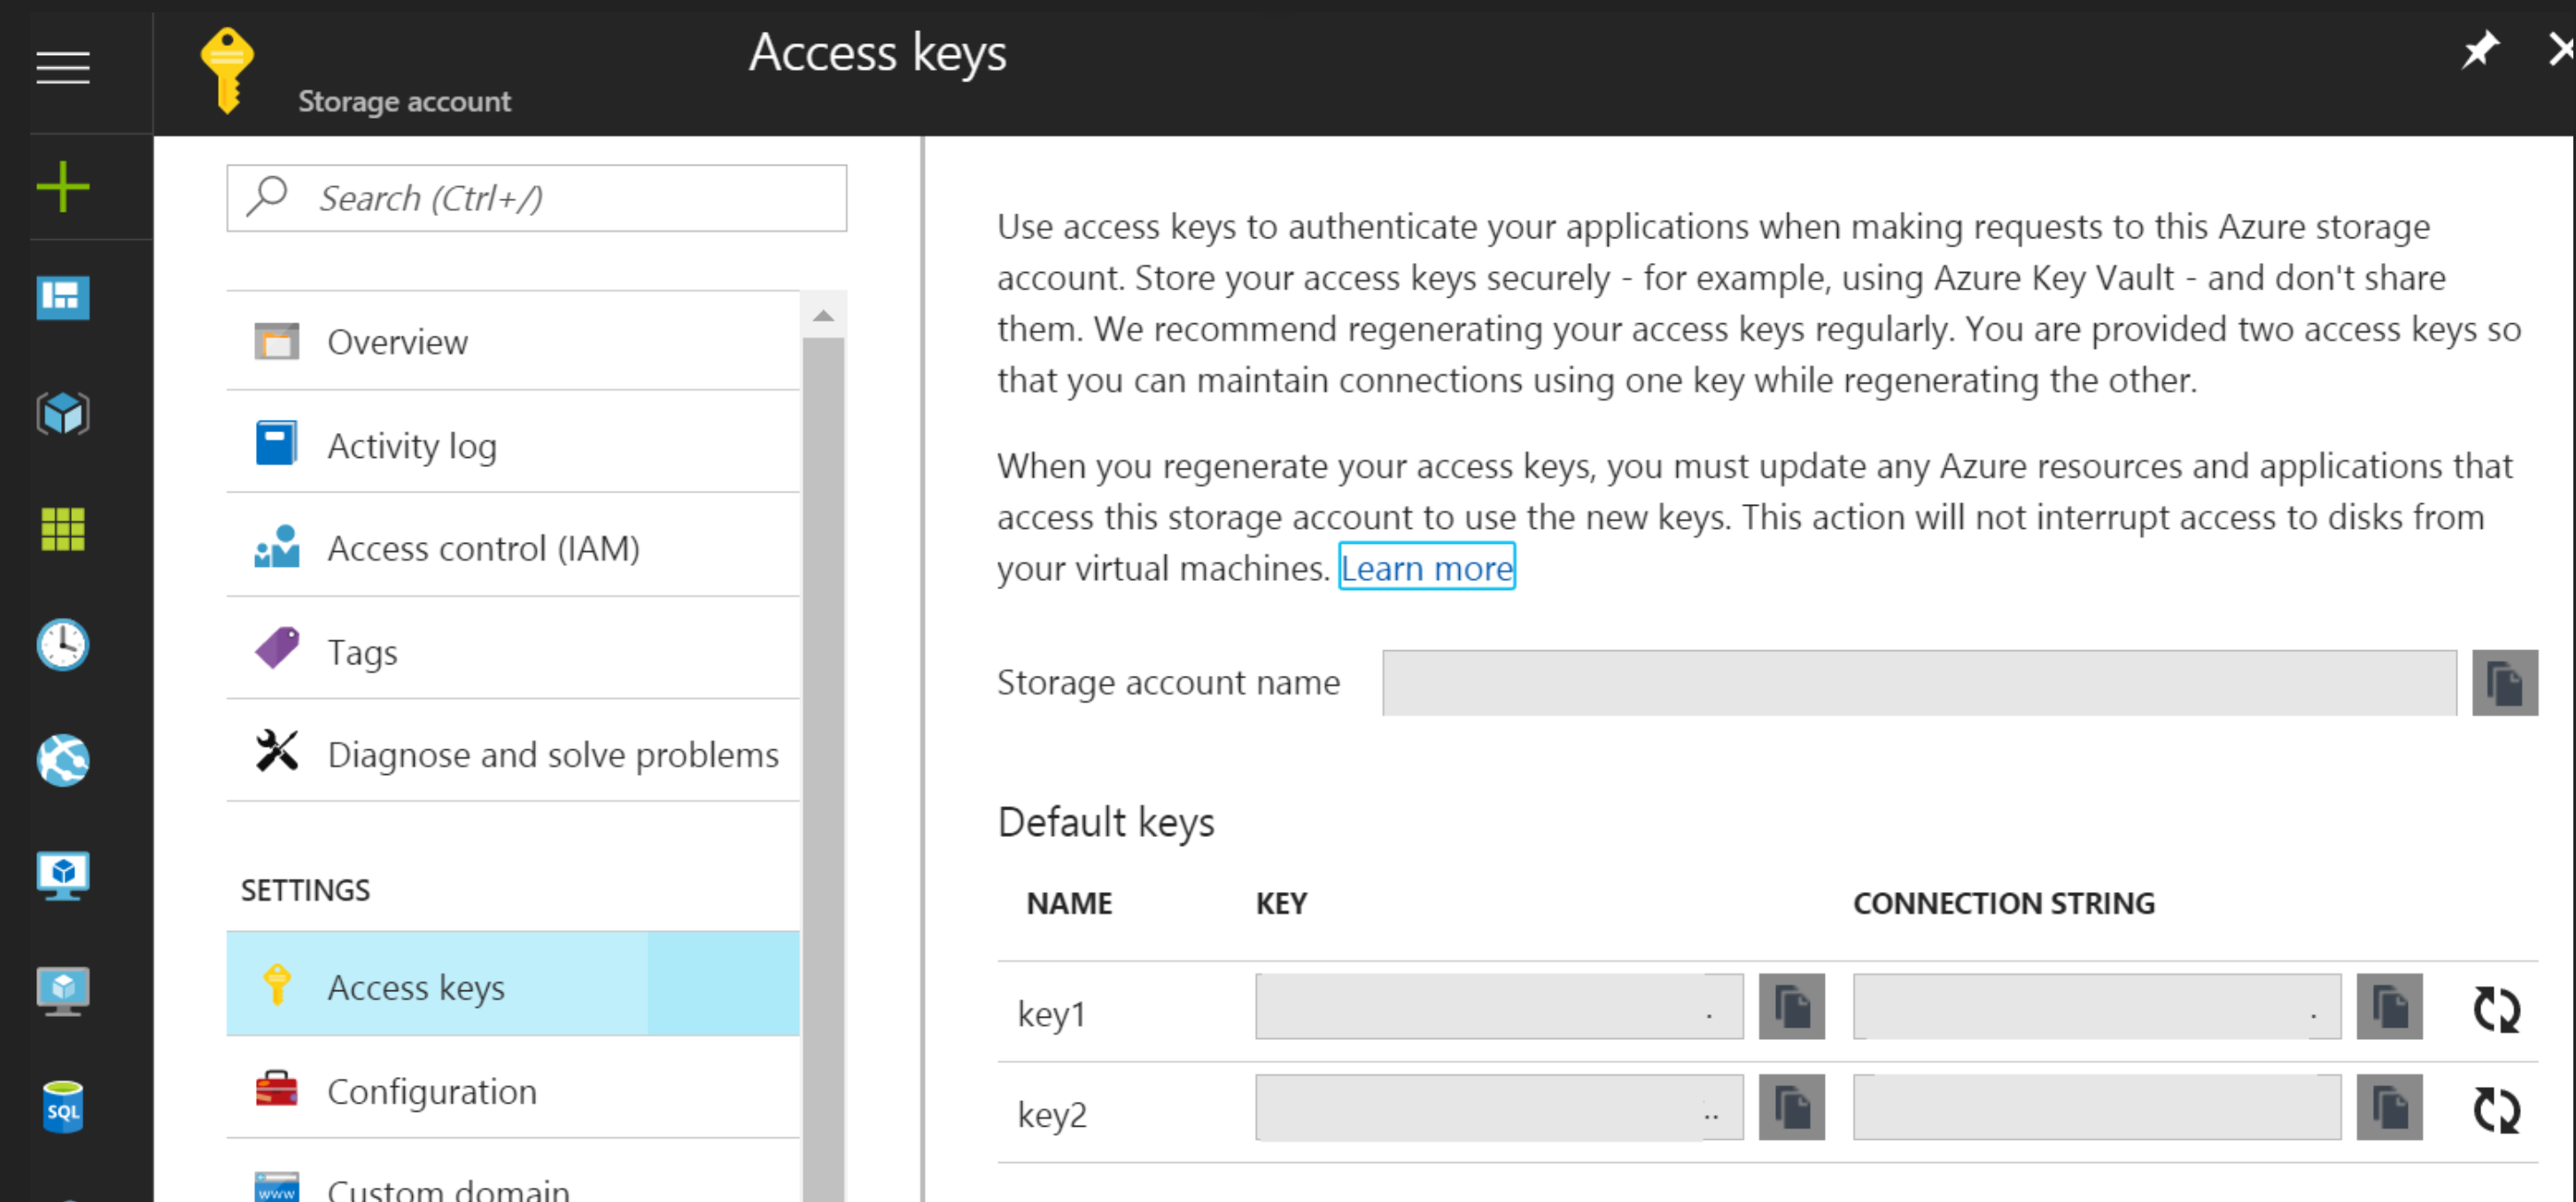 Access keys
Storage account
Search (Ctrl+/)
Overview
Activity log
Access control (IAM)
Tags
Diagnose and solve problems
SETTINGS
Access keys
Configuration
Custom domain
www
SQL
Use access keys to authenticate your applications when making requests to this Azure storage
account. Store your access keys securely - for example, using Azure Key Vault - and don't share
them. We recommend regenerating your access keys regularly. You are provided two access keys so
that you can maintain connections using one key while regenerating the other.
When you regenerate your access keys, you must update any Azure resources and applications that
access this storage account to use the new keys. This action will not interrupt access to disks from
your virtual machines. Learn more
Storage account name
Default keys
NAME KEY CONNECTION STRING
key1 . .
key2 ..